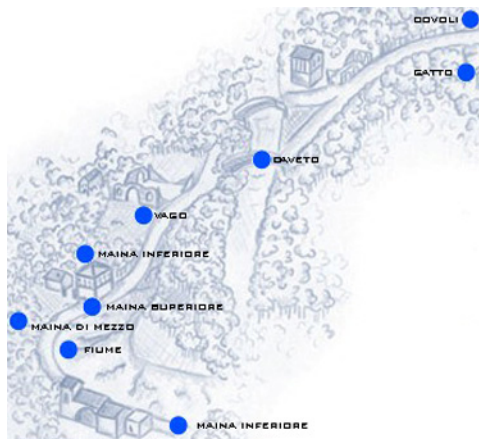 DOVOLI
GATTO
DAVETO
VAGO
MAINA INFERIORE
MAINA SUPERIORE
MAINA DI MEZZO
FIUME
MAINA INFERIORE